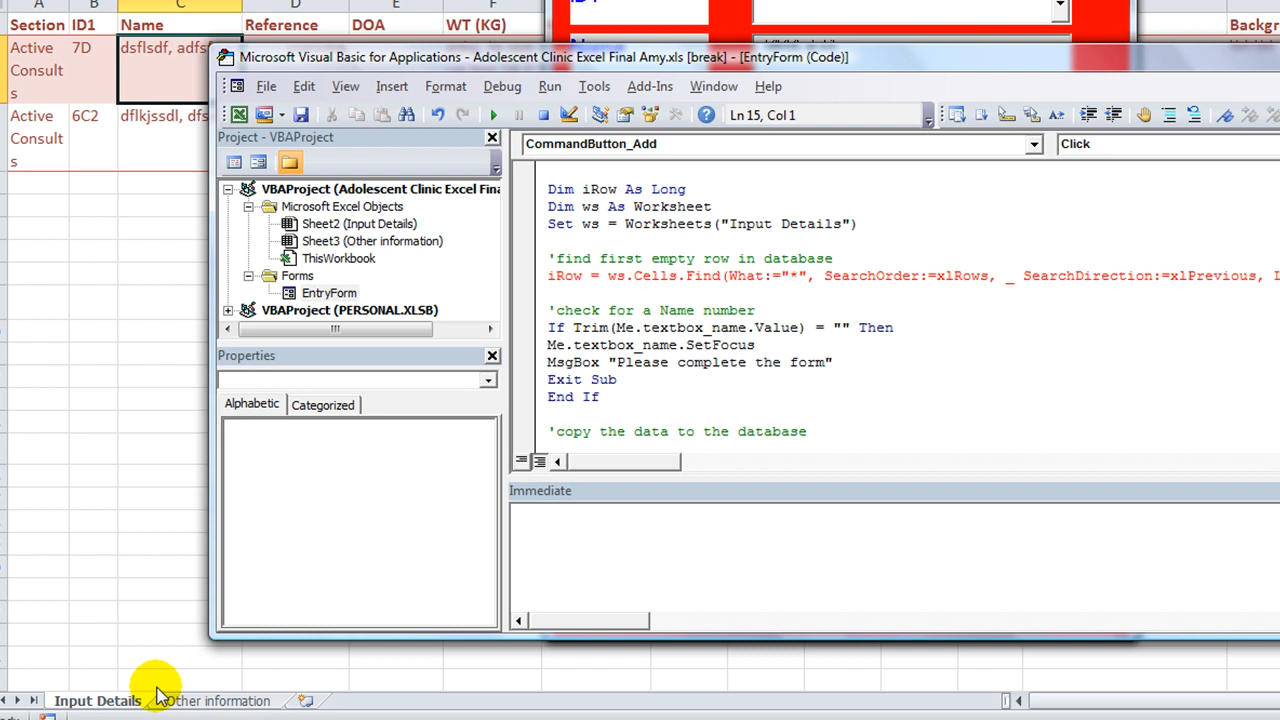 A B C D E F
Section ID1 Name Reference DOA WT (KG) Backgr
Active Consult s 7D dsflsdf, adfs
Active Consult s 6C2 dflkjssdl, dfs
Microsoft Visual Basic for Applications - Adolescent Clinic Excel Final Amy.xls [break] - [EntryForm (Code)]
File Edit View Insert Format Debug Run Tools Add-Ins Window Help
Ln 15, Col 1
Project - VBAProject
VBAProject (Adolescent Clinic Excel Fina
Microsoft Excel Objects
Sheet2 (Input Details)
Sheet3 (Other information)
ThisWorkbook
Forms
EntryForm
VBAProject (PERSONAL.XLSB)
Properties
Alphabetic Categorized
CommandButton_Add Click
Dim iRow As Long
Dim ws As Worksheet
Set ws = Worksheets("Input Details")
'find first empty row in database
iRow = ws.Cells.Find(What:="*", SearchOrder:=xlRows, _ SearchDirection:=xlPrevious, L
'check for a Name number
If Trim(Me.textbox_name.Value) = "" Then
Me.textbox_name.SetFocus
MsgBox "Please complete the form"
Exit Sub
End If
'copy the data to the database
Immediate
Input Details Other information